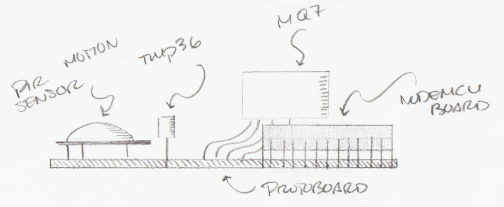 PIR MOTION
SENSOR
TMP36
MQ7
NODEMCU
BOARD
PROTOBOARD